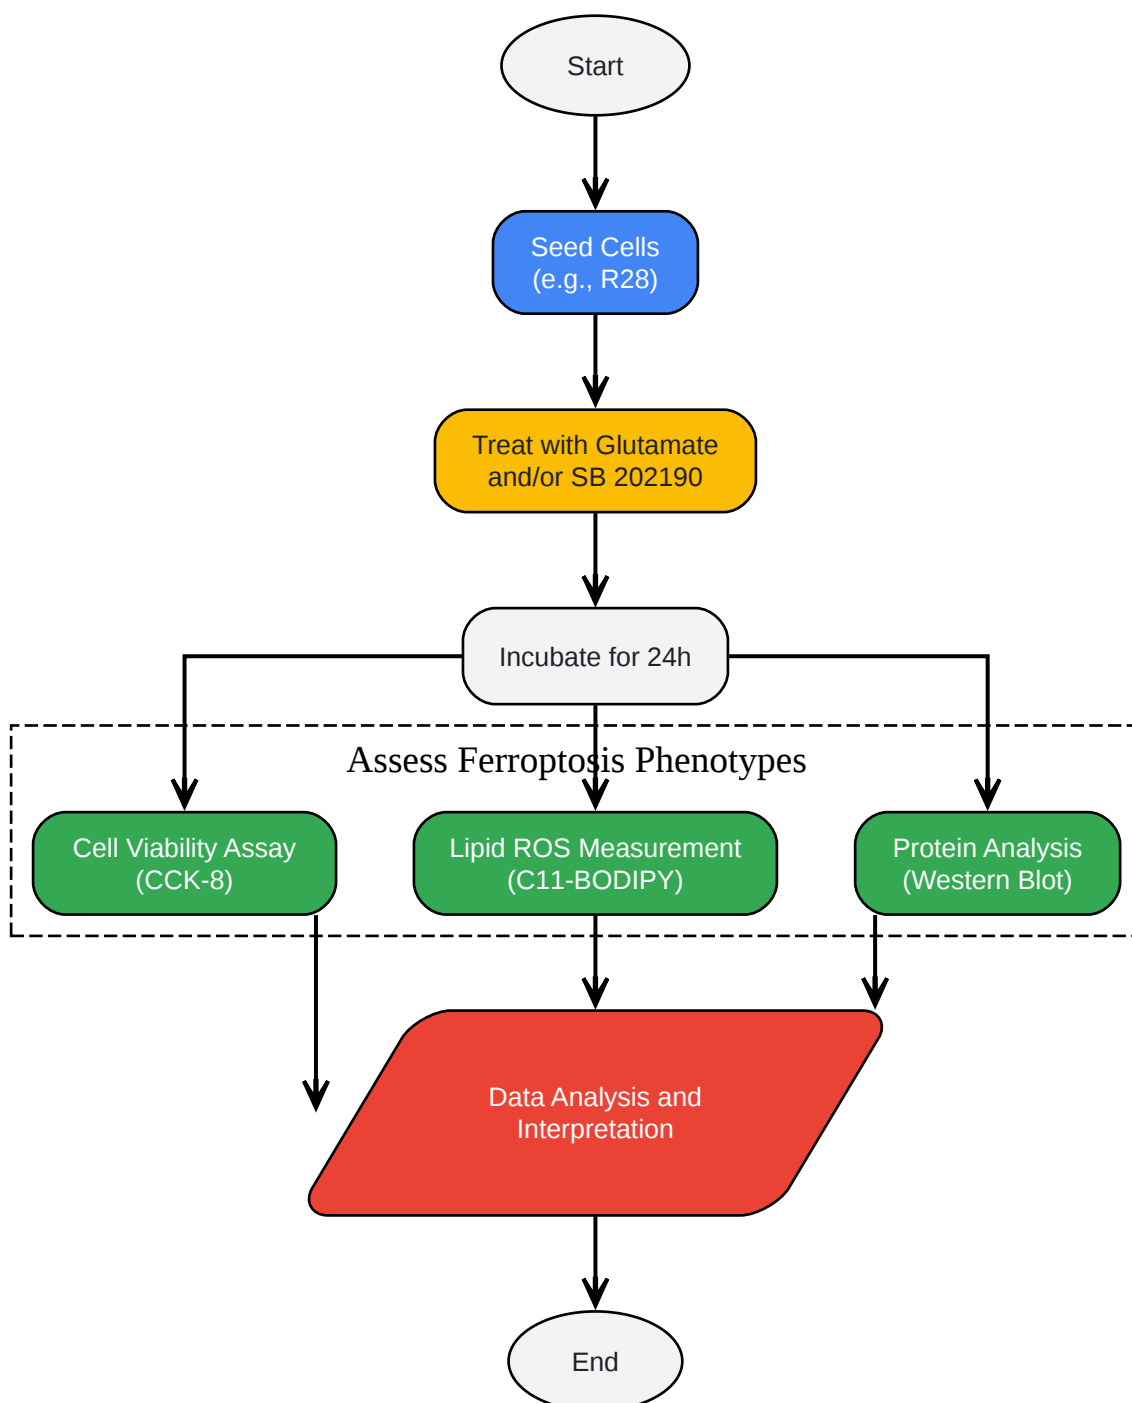 Start
Seed Cells
(e.g., R28)
Treat with Glutamate
and/or SB 202190
Incubate for 24h
Assess Ferroptosis Phenotypes
Cell Viability Assay
(CCK-8)
Lipid ROS Measurement
(C11-BODIPY)
Protein Analysis
(Western Blot)
Data Analysis and
Interpretation
End